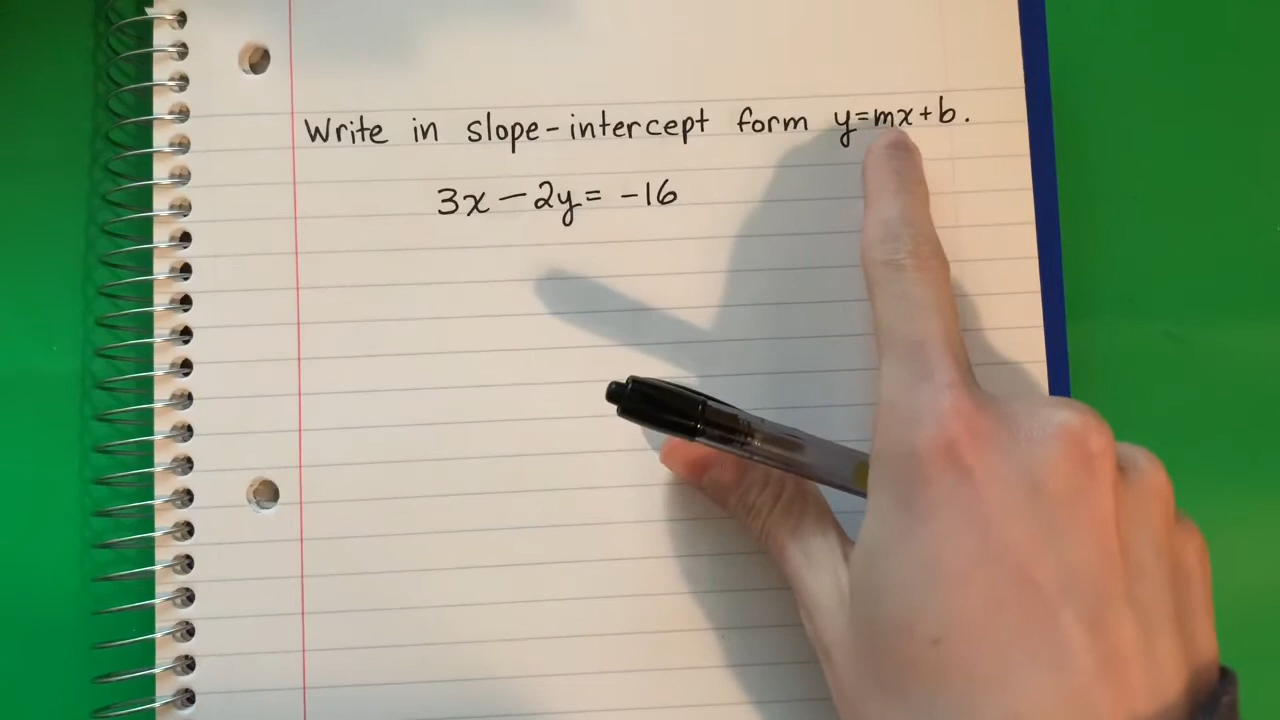 Write in slope-intercept form y=mx+b.
3x-2y= -16